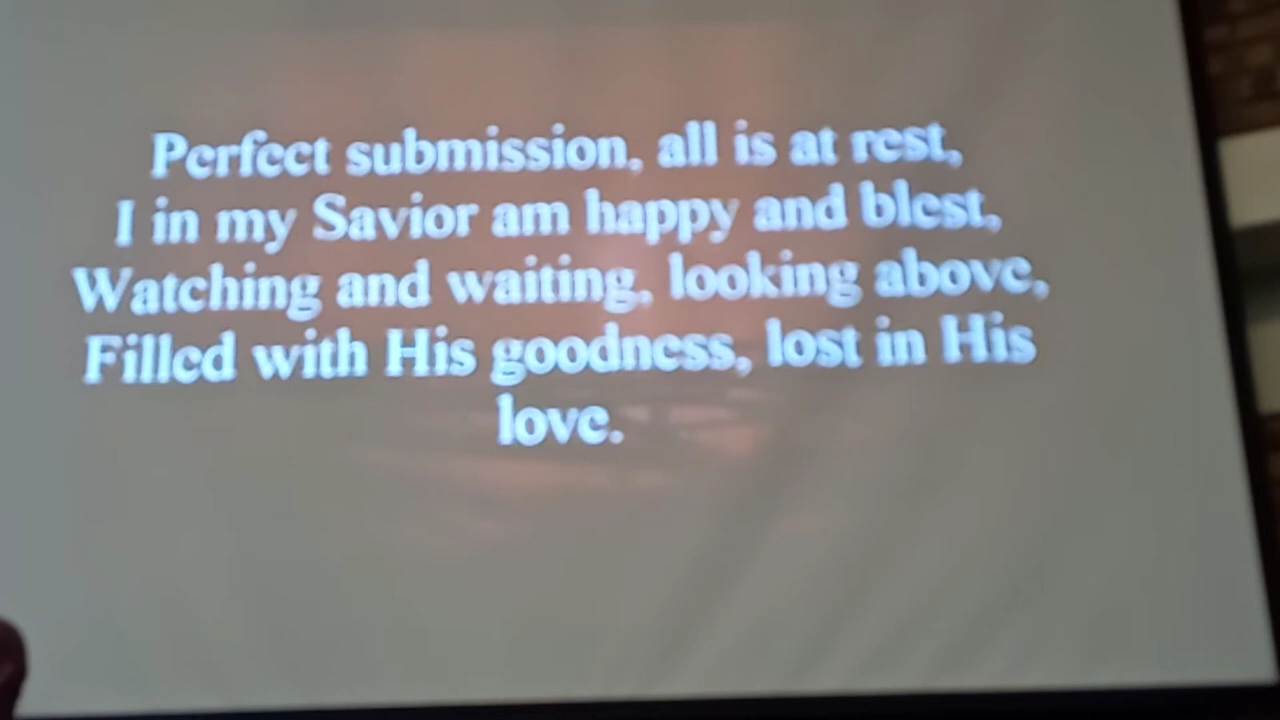 Perfect submission, all is at rest,
I in my Savior am happy and blest,
Watching and waiting, looking above,
Filled with His goodness, lost in His
love.